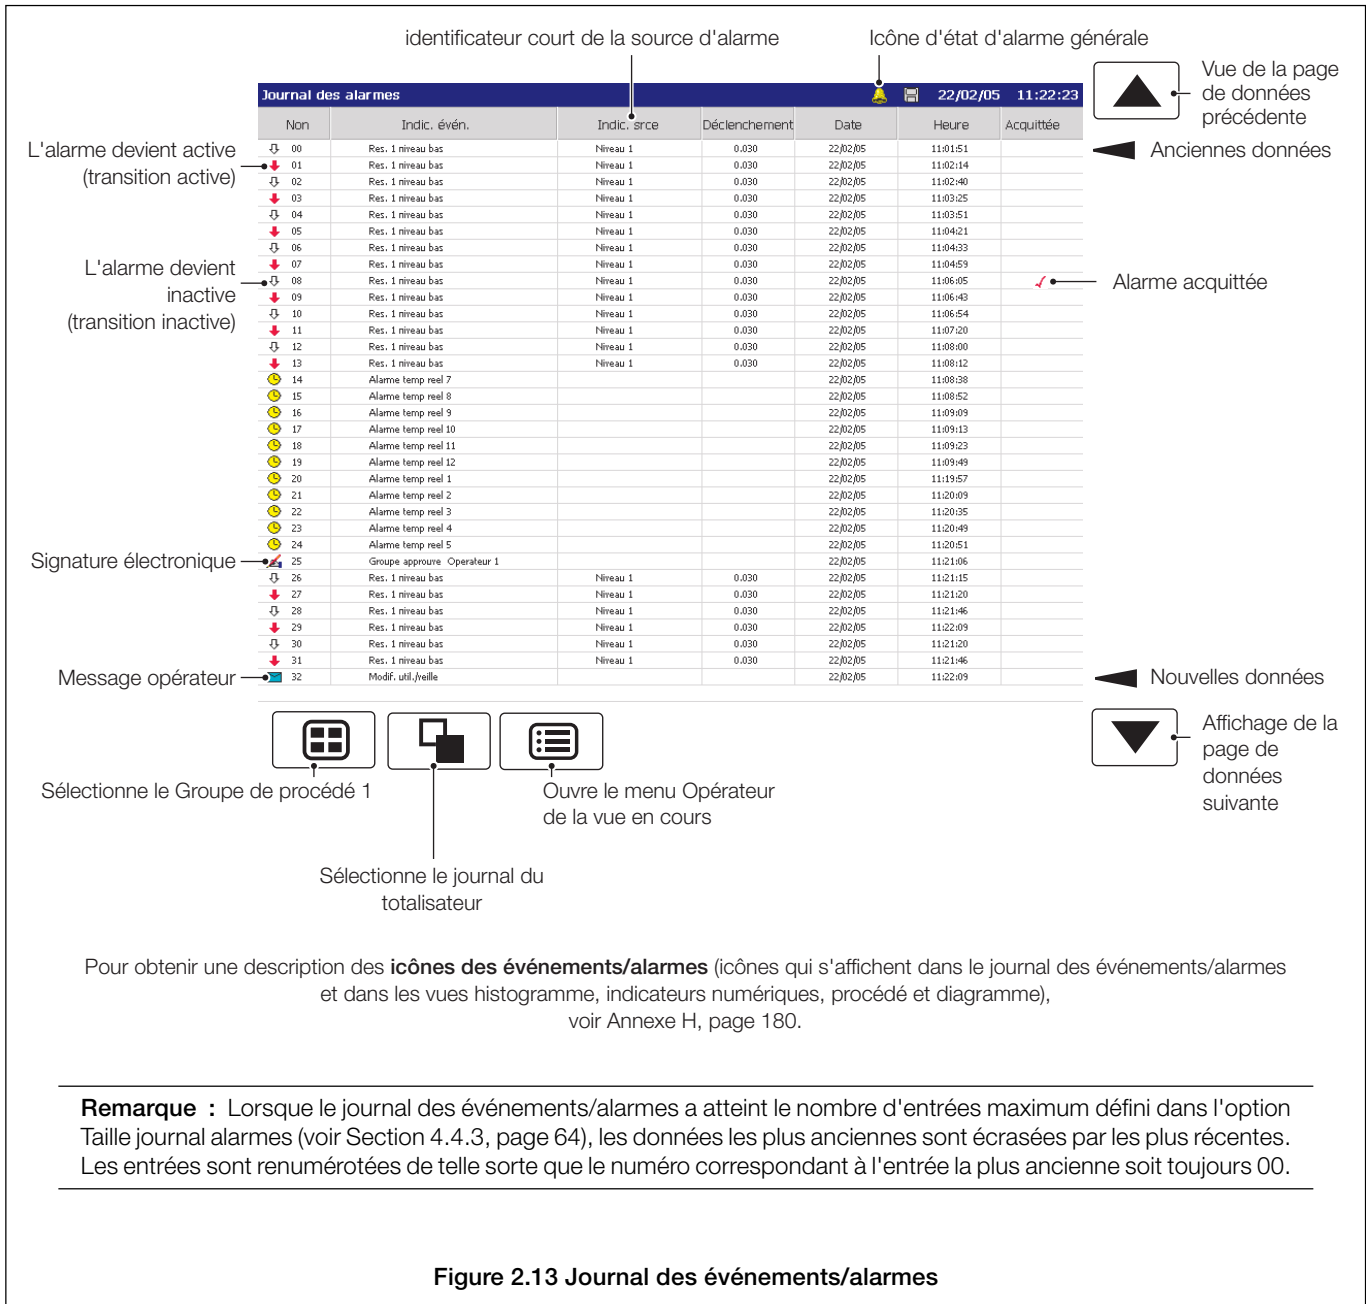 identificateur court de la source d'alarme
Icône d'état d'alarme générale
Vue de la page
de données
précédente
Journal des alarmes 22/02/05 11:22:23
Non Indic. évén. Indic. srce Déclenchement Date Heure Acquittée
L'alarme devient active
(transition active)
Anciennes données
00 Res. 1 niveau bas Niveau 1 0.030 22/02/05 11:01:51
01 Res. 1 niveau bas Niveau 1 0.030 22/02/05 11:02:14
02 Res. 1 niveau bas Niveau 1 0.030 22/02/05 11:02:40
03 Res. 1 niveau bas Niveau 1 0.030 22/02/05 11:03:25
04 Res. 1 niveau bas Niveau 1 0.030 22/02/05 11:03:51
05 Res. 1 niveau bas Niveau 1 0.030 22/02/05 11:04:21
06 Res. 1 niveau bas Niveau 1 0.030 22/02/05 11:04:33
07 Res. 1 niveau bas Niveau 1 0.030 22/02/05 11:04:59
L'alarme devient
inactive
(transition inactive)
08 Res. 1 niveau bas Niveau 1 0.030 22/02/05 11:06:05
Alarme acquittée
09 Res. 1 niveau bas Niveau 1 0.030 22/02/05 11:06:43
10 Res. 1 niveau bas Niveau 1 0.030 22/02/05 11:06:54
11 Res. 1 niveau bas Niveau 1 0.030 22/02/05 11:07:20
12 Res. 1 niveau bas Niveau 1 0.030 22/02/05 11:08:00
13 Res. 1 niveau bas Niveau 1 0.030 22/02/05 11:08:12
14 Alarme temp reel 7 22/02/05 11:08:38
15 Alarme temp reel 8 22/02/05 11:08:52
16 Alarme temp reel 9 22/02/05 11:09:09
17 Alarme temp reel 10 22/02/05 11:09:13
18 Alarme temp reel 11 22/02/05 11:09:23
19 Alarme temp reel 12 22/02/05 11:09:49
20 Alarme temp reel 1 22/02/05 11:19:57
21 Alarme temp reel 2 22/02/05 11:20:09
22 Alarme temp reel 3 22/02/05 11:20:35
23 Alarme temp reel 4 22/02/05 11:20:49
24 Alarme temp reel 5 22/02/05 11:20:51
Signature électronique
25 Groupe approuve Operateur 1 22/02/05 11:21:06
26 Res. 1 niveau bas Niveau 1 0.030 22/02/05 11:21:15
27 Res. 1 niveau bas Niveau 1 0.030 22/02/05 11:21:20
28 Res. 1 niveau bas Niveau 1 0.030 22/02/05 11:21:46
29 Res. 1 niveau bas Niveau 1 0.030 22/02/05 11:22:09
30 Res. 1 niveau bas Niveau 1 0.030 22/02/05 11:21:20
31 Res. 1 niveau bas Niveau 1 0.030 22/02/05 11:21:46
Message opérateur
32 Modif. util./veille 22/02/05 11:22:09
Nouvelles données
Affichage de la
page de
données
suivante
Sélectionne le Groupe de procédé 1
Ouvre le menu Opérateur
de la vue en cours
Sélectionne le journal du
totalisateur
Pour obtenir une description des icônes des événements/alarmes (icônes qui s'affichent dans le journal des événements/alarmes
et dans les vues histogramme, indicateurs numériques, procédé et diagramme),
voir Annexe H, page 180.
Remarque : Lorsque le journal des événements/alarmes a atteint le nombre d'entrées maximum défini dans l'option
Taille journal alarmes (voir Section 4.4.3, page 64), les données les plus anciennes sont écrasées par les plus récentes.
Les entrées sont renumérotées de telle sorte que le numéro correspondant à l'entrée la plus ancienne soit toujours 00.
Figure 2.13 Journal des événements/alarmes